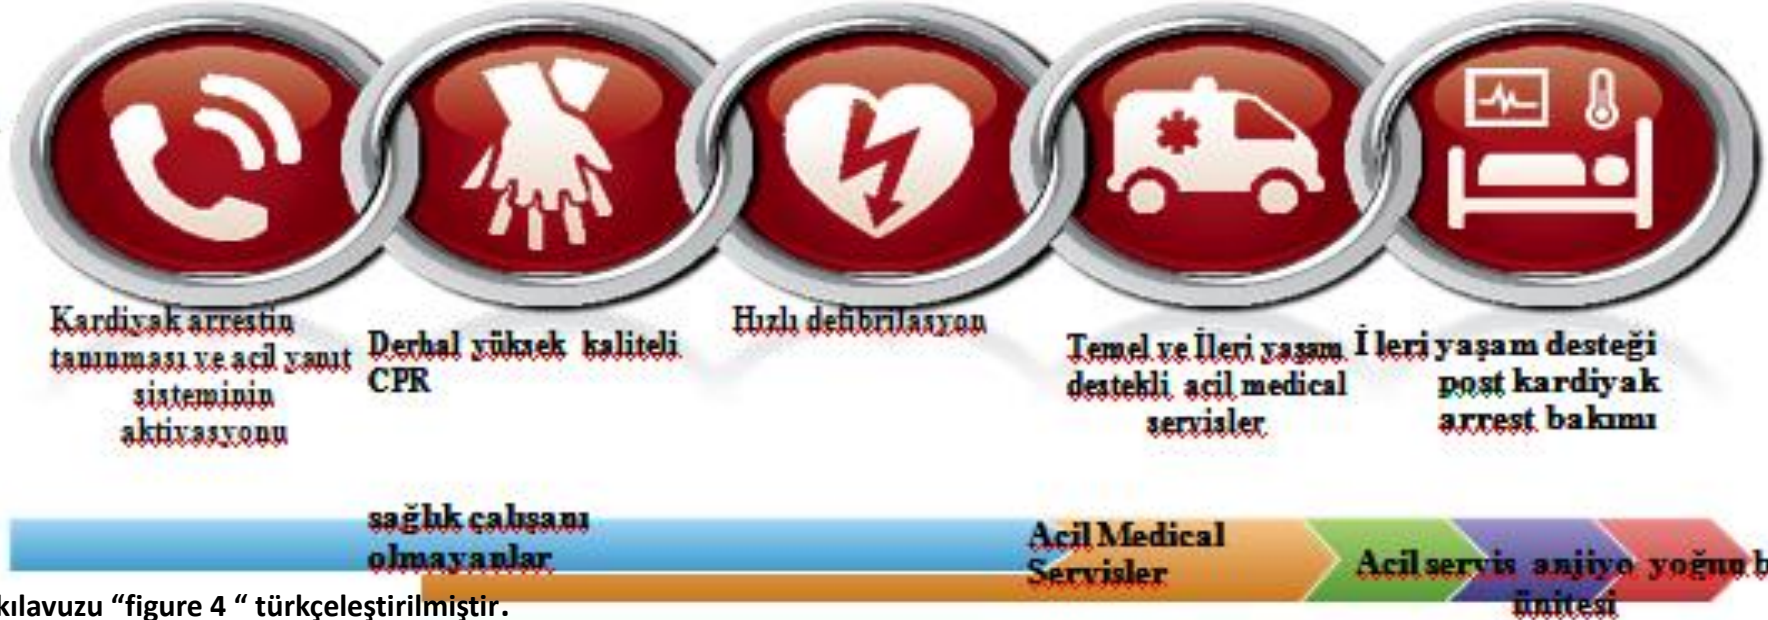 Kardiyak arrestin
tanınması ve acil yanıt
sisteminin
aktivasyonu
Derhal yüksek kaliteli
CPR
Hızlı defibrilasyon
Temel ve İleri yaşam
destekli acil medical
servisler
İleri yaşam desteği
post kardiyak
arrest bakımı
sağlık çalışanı
olmayanlar
Acil Medical
Servisler
Acil servis anjiyo yoğun b
ünitesi
kılavuzu “figure 4 “ türkçeleştirilmiştir.